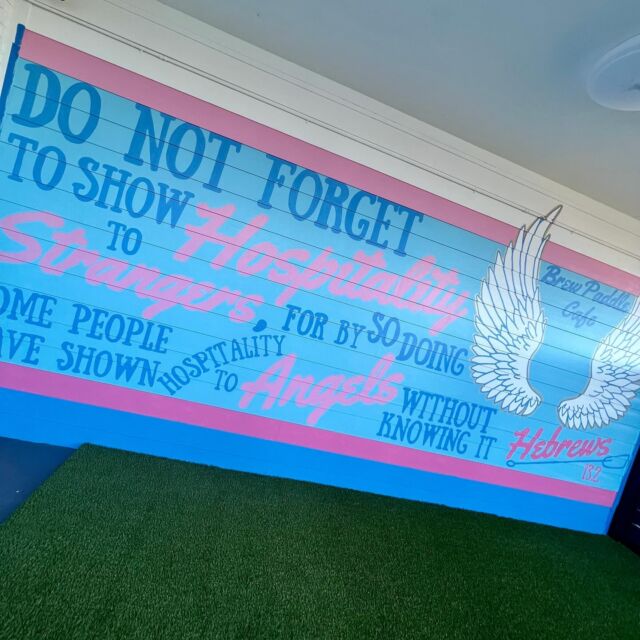 DO NOT FORGET
TO SHOW Hospitality
TO Strangers,
FOR BY SO DOING
OME PEOPLE
AVE SHOWN
HOSPITALITY
TO Angels
WITHOUT
KNOWING IT
Brew Paddle
Cafe
Hebrews
13:2